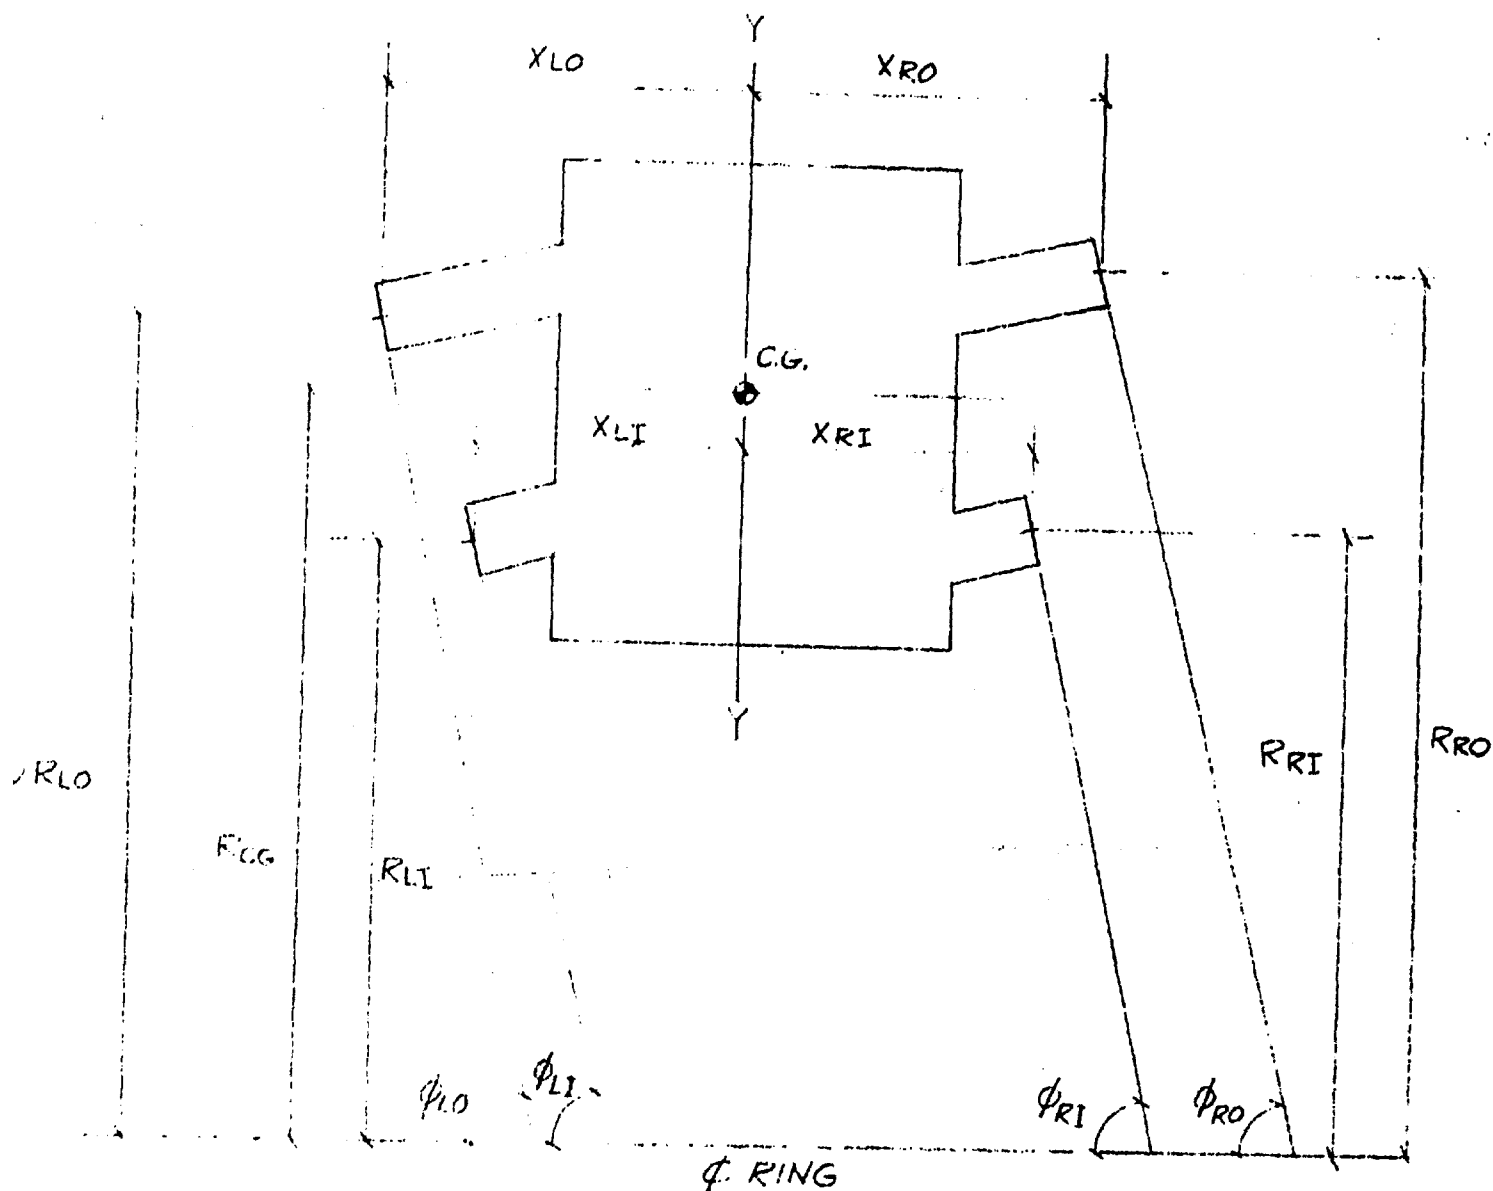 Y
XLO
XRO
C.G.
XLI
XRI
Y
RLO
RCG
RLI
RRI
RRO
ϕLO
ϕLI
ϕRI
ϕRO
℄ RING